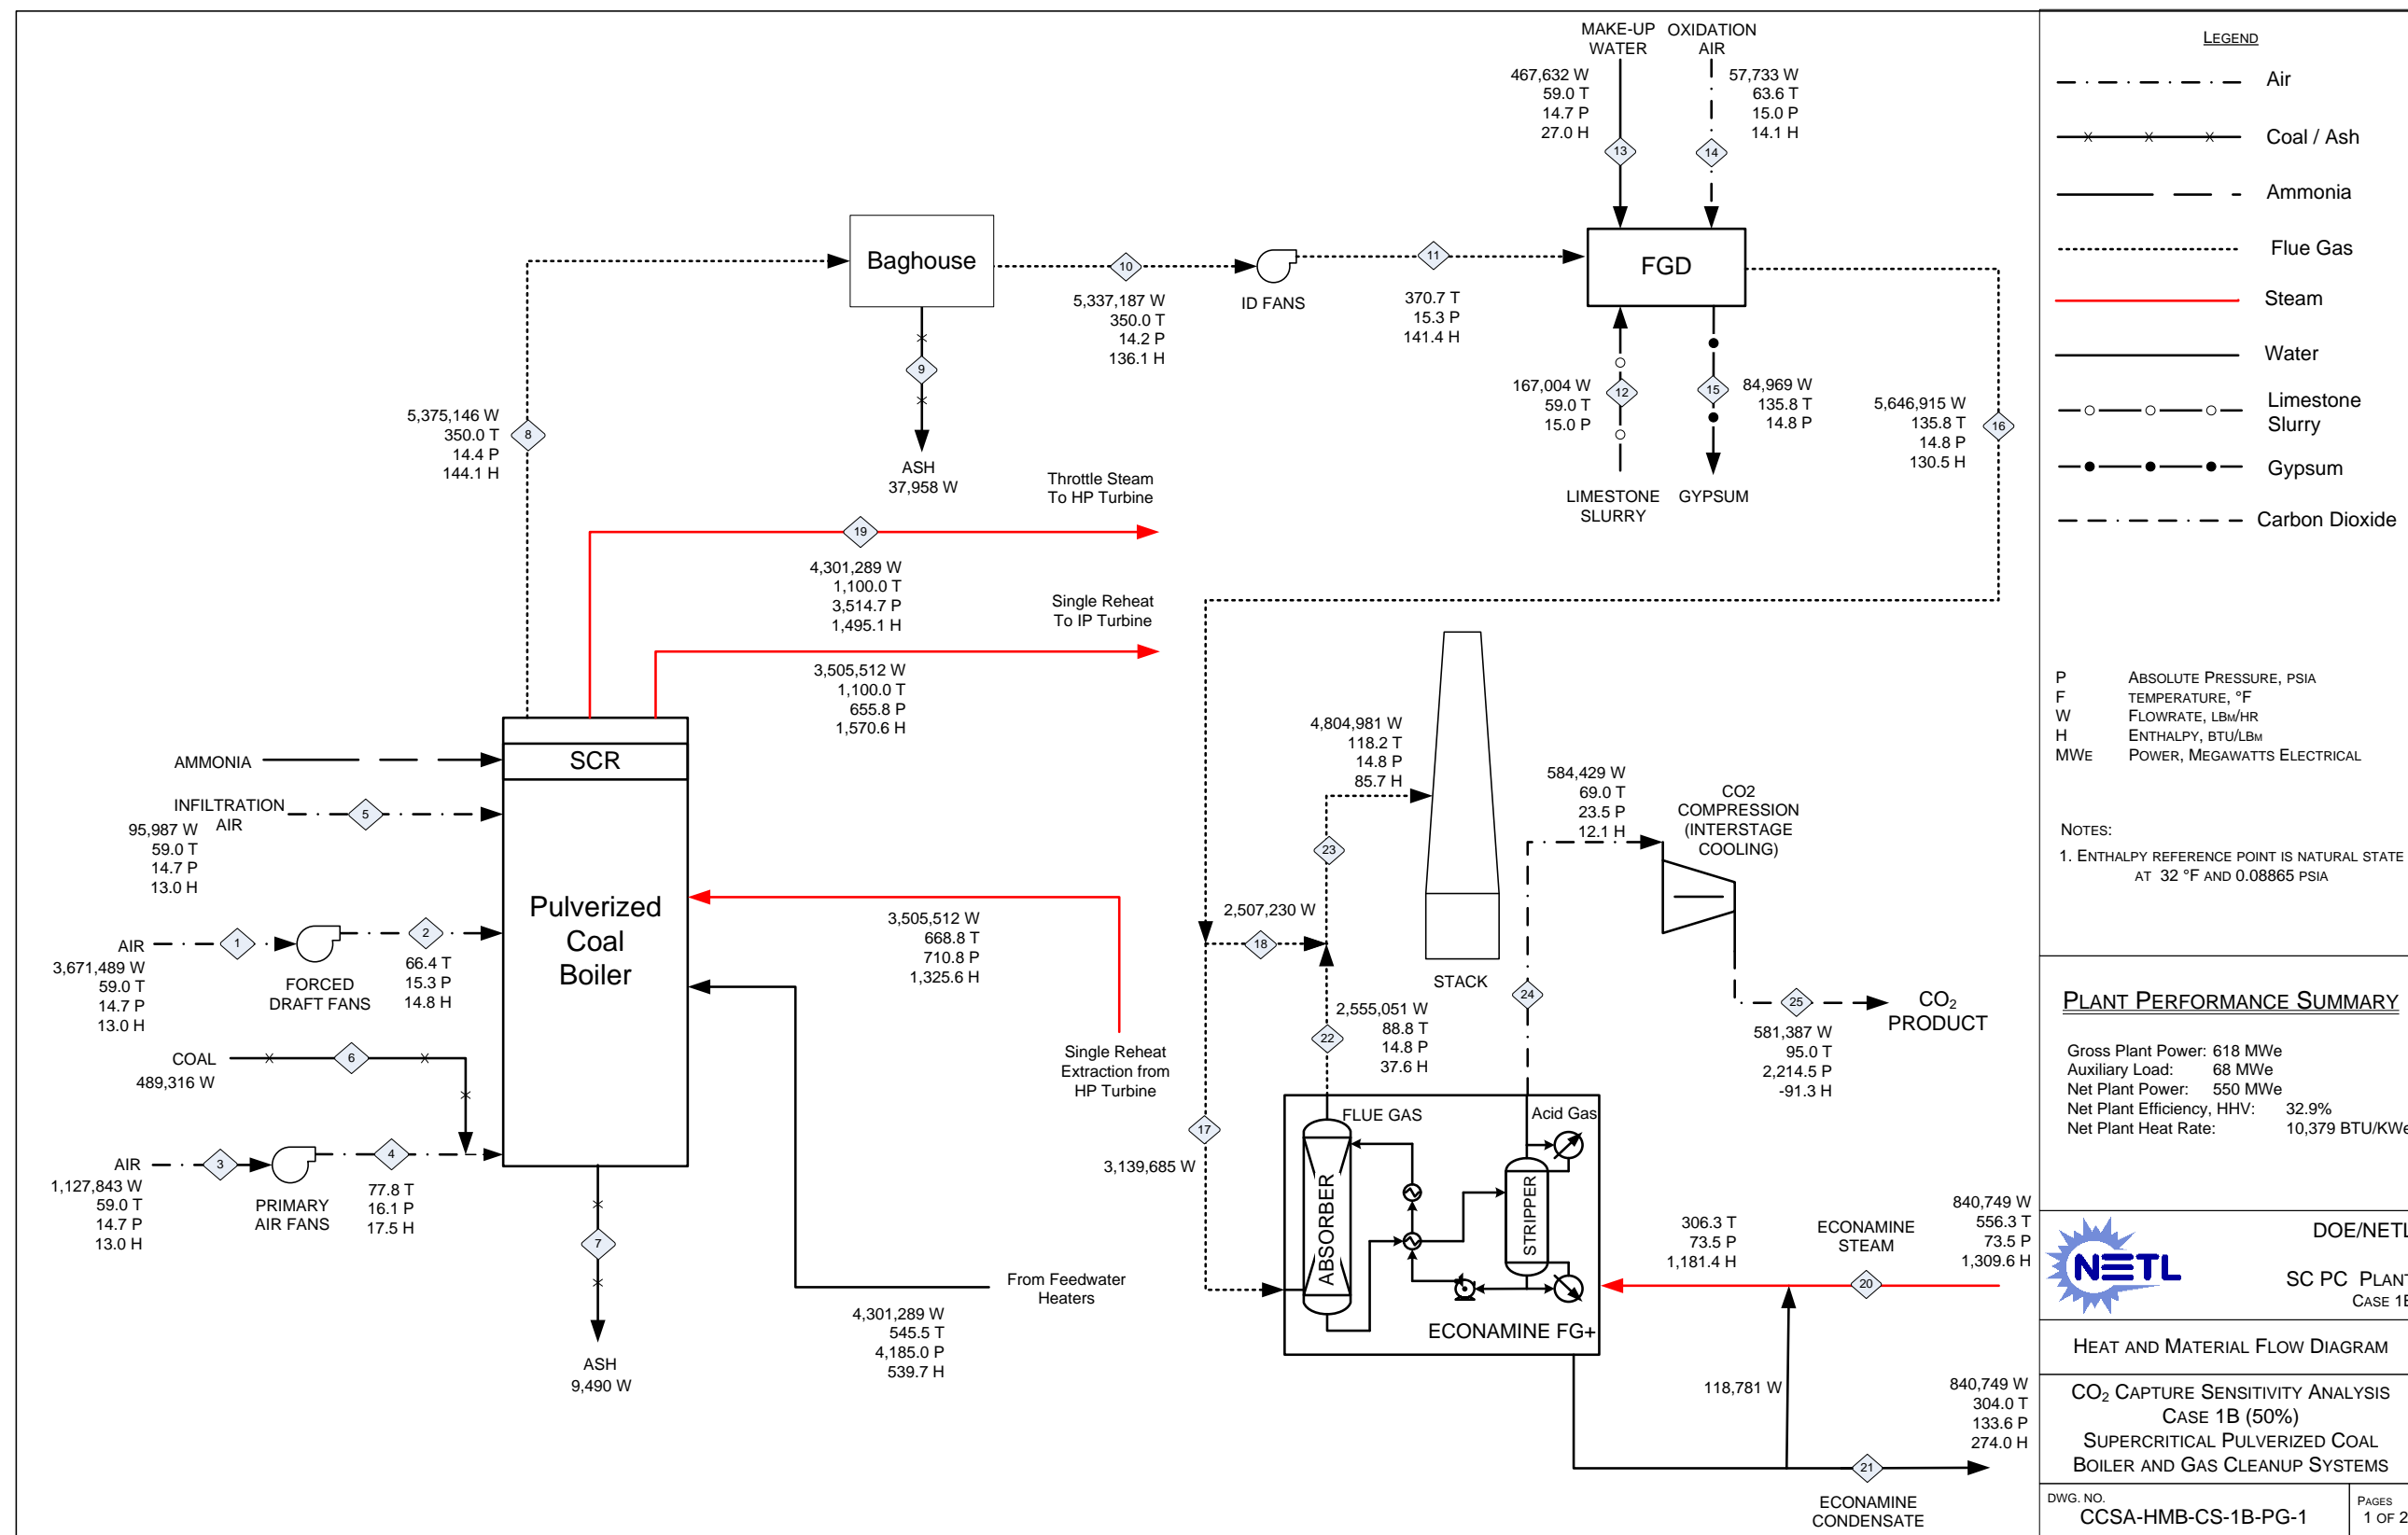 MAKE-UP
WATER
OXIDATION
AIR
467,632 W
59.0 T
14.7 P
27.0 H
57,733 W
63.6 T
15.0 P
14.1 H
13
14
Baghouse
10
5,337,187 W
350.0 T
14.2 P
136.1 H
ID FANS
11
370.7 T
15.3 P
141.4 H
FGD
9
ASH
37,958 W
5,375,146 W
350.0 T
14.4 P
144.1 H
8
167,004 W
59.0 T
15.0 P
12
LIMESTONE
SLURRY
15
84,969 W
135.8 T
14.8 P
GYPSUM
5,646,915 W
135.8 T
14.8 P
130.5 H
16
Throttle Steam
To HP Turbine
19
4,301,289 W
1,100.0 T
3,514.7 P
1,495.1 H
Single Reheat
To IP Turbine
3,505,512 W
1,100.0 T
655.8 P
1,570.6 H
AMMONIA
SCR
INFILTRATION
AIR
5
95,987 W
59.0 T
14.7 P
13.0 H
Pulverized
Coal
Boiler
AIR
1
3,671,489 W
59.0 T
14.7 P
13.0 H
FORCED
DRAFT FANS
2
66.4 T
15.3 P
14.8 H
COAL
6
489,316 W
AIR
3
1,127,843 W
59.0 T
14.7 P
13.0 H
PRIMARY
AIR FANS
4
77.8 T
16.1 P
17.5 H
7
ASH
9,490 W
3,505,512 W
668.8 T
710.8 P
1,325.6 H
Single Reheat
Extraction from
HP Turbine
From Feedwater
Heaters
4,301,289 W
545.5 T
4,185.0 P
539.7 H
4,804,981 W
118.2 T
14.8 P
85.7 H
23
2,507,230 W
18
STACK
2,555,051 W
88.8 T
14.8 P
37.6 H
22
17
3,139,685 W
584,429 W
69.0 T
23.5 P
12.1 H
CO2
COMPRESSION
(INTERSTAGE
COOLING)
24
25
CO2
PRODUCT
581,387 W
95.0 T
2,214.5 P
-91.3 H
FLUE GAS
Acid Gas
ABSORBER
STRIPPER
ECONAMINE FG+
306.3 T
73.5 P
1,181.4 H
ECONAMINE
STEAM
840,749 W
556.3 T
73.5 P
1,309.6 H
20
118,781 W
840,749 W
304.0 T
133.6 P
274.0 H
21
ECONAMINE
CONDENSATE
LEGEND
Air
Coal / Ash
Ammonia
Flue Gas
Steam
Water
Limestone
Slurry
Gypsum
Carbon Dioxide
P ABSOLUTE PRESSURE, PSIA
F TEMPERATURE, °F
W FLOWRATE, LBM/HR
H ENTHALPY, BTU/LBM
MWE POWER, MEGAWATTS ELECTRICAL
NOTES:
1. ENTHALPY REFERENCE POINT IS NATURAL STATE
AT 32 °F AND 0.08865 PSIA
PLANT PERFORMANCE SUMMARY
Gross Plant Power: 618 MWe
Auxiliary Load: 68 MWe
Net Plant Power: 550 MWe
Net Plant Efficiency, HHV: 32.9%
Net Plant Heat Rate: 10,379 BTU/KWe
NETL
DOE/NETL
SC PC PLANT
CASE 1B
HEAT AND MATERIAL FLOW DIAGRAM
CO2 CAPTURE SENSITIVITY ANALYSIS
CASE 1B (50%)
SUPERCRITICAL PULVERIZED COAL
BOILER AND GAS CLEANUP SYSTEMS
DWG. NO.
CCSA-HMB-CS-1B-PG-1
PAGES
1 OF 2